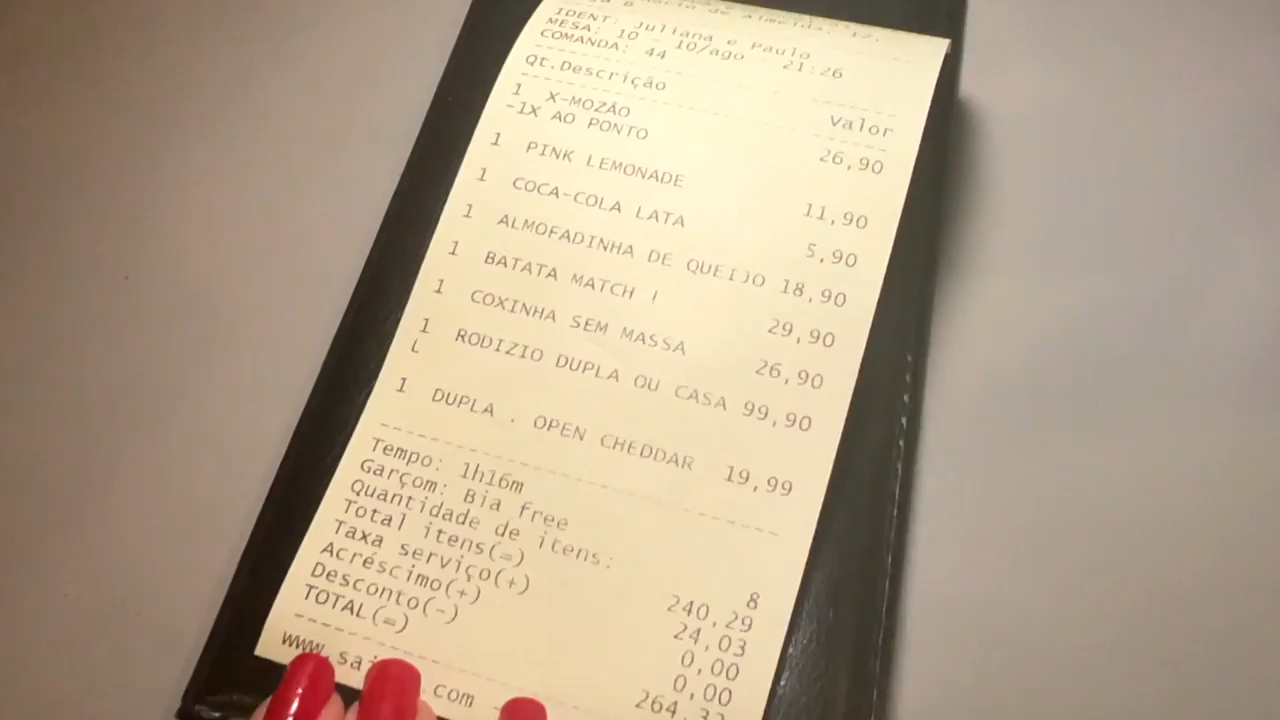 de Almeida, 12.
IDENT: Juliana e Paulo
MESA: 10 - 10/ago - 21:26
COMANDA: 44
Qt.Descrição Valor
1 X-MOZÃO 26,90
-1X AO PONTO
1 PINK LEMONADE 11,90
1 COCA-COLA LATA 5,90
1 ALMOFADINHA DE QUEIJO 18,90
1 BATATA MATCH ! 29,90
1 COXINHA SEM MASSA 26,90
1 RODIZIO DUPLA OU CASA 99,90
L
1 DUPLA . OPEN CHEDDAR 19,99
Tempo: 1h16m
Garçom: Bia free
Quantidade de itens: 8
Total itens(=) 240,29
Taxa serviço(+) 24,03
Acréscimo(+) 0,00
Desconto(-) 0,00
TOTAL(=) 264,32
www.sai .com -